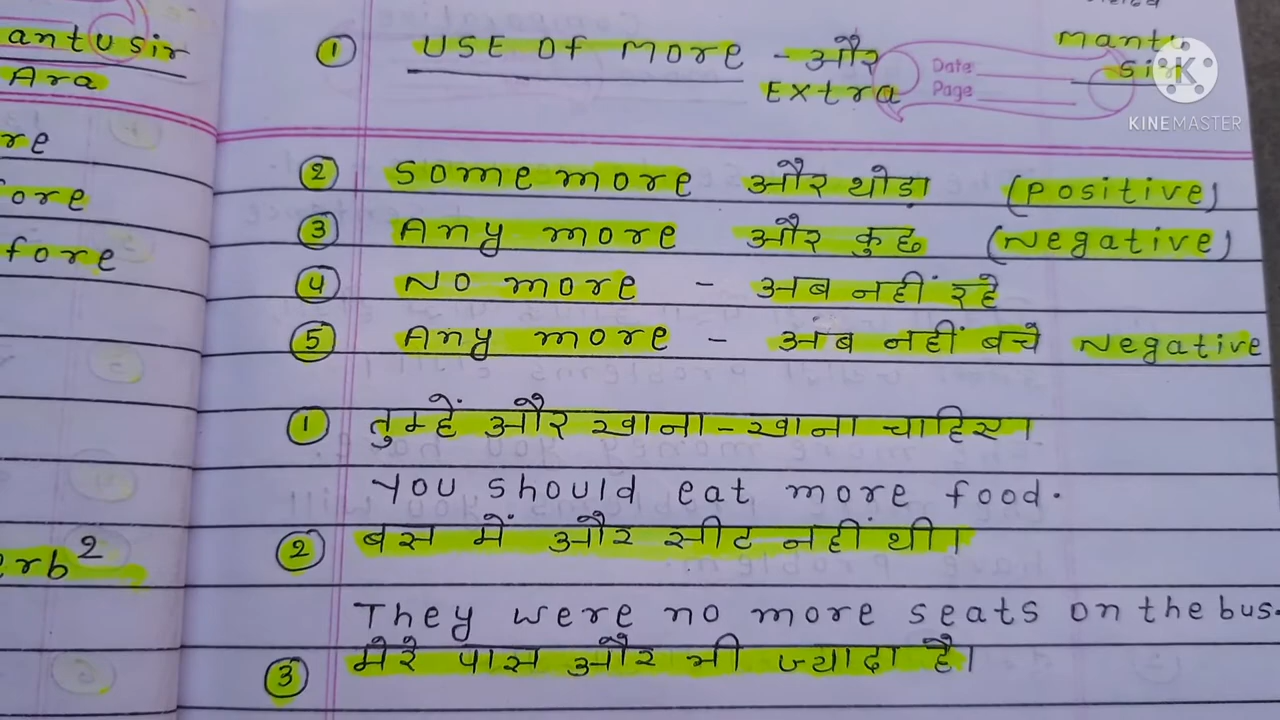 antu sir
Ara
re
ore
fore
erb2
① USE OF MORE - और
Extra
Mantu
Sir
Date
Page
KINEMASTER
② Some more और थोड़ा (positive)
③ Any more और कुछ (Negative)
④ No more - अब नहीं रहे
⑤ Any more - अब नहीं बचे Negative
① तुम्हें और खाना-खाना चाहिए।
You should eat more food.
② बस में और सीट नहीं थी।
They were no more seats on the bus.
③ मेरे पास और भी ज्यादा है।